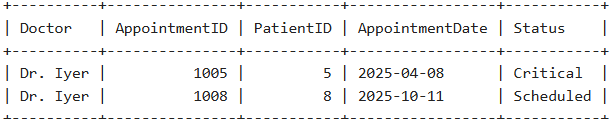 +----------+---------------+-----------+-----------------+-----------+
| Doctor   | AppointmentID | PatientID | AppointmentDate | Status    |
+----------+---------------+-----------+-----------------+-----------+
| Dr. Iyer |          1005 |         5 | 2025-04-08      | Critical  |
| Dr. Iyer |          1008 |         8 | 2025-10-11      | Scheduled |
+----------+---------------+-----------+-----------------+-----------+